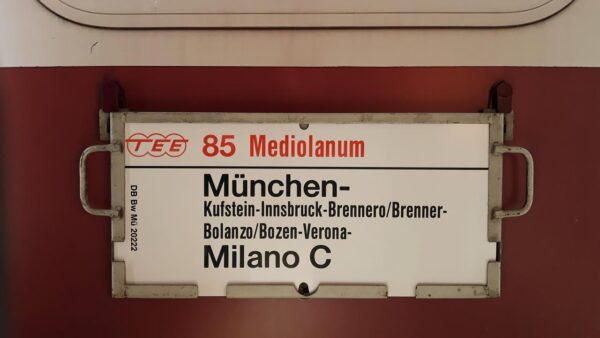 TEE 85 Mediolanum
München-
Kufstein-Innsbruck-Brennero/Brenner-
Bolanzo/Bozen-Verona-
Milano C
DB Bw Mü 20222